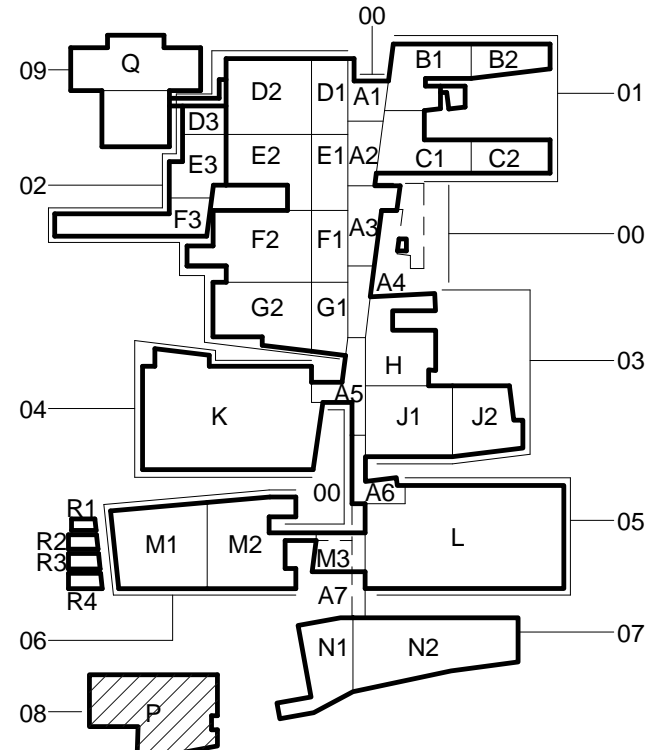 00
09
Q
B1
B2
01
D2
D1
A1
D3
E2
E1
A2
C1
C2
E3
02
F3
F2
F1
A3
00
A4
G2
G1
H
03
04
K
A5
J1
J2
00
A6
R1
R2
R3
R4
M1
M2
M3
L
05
A7
06
N1
N2
07
08
P